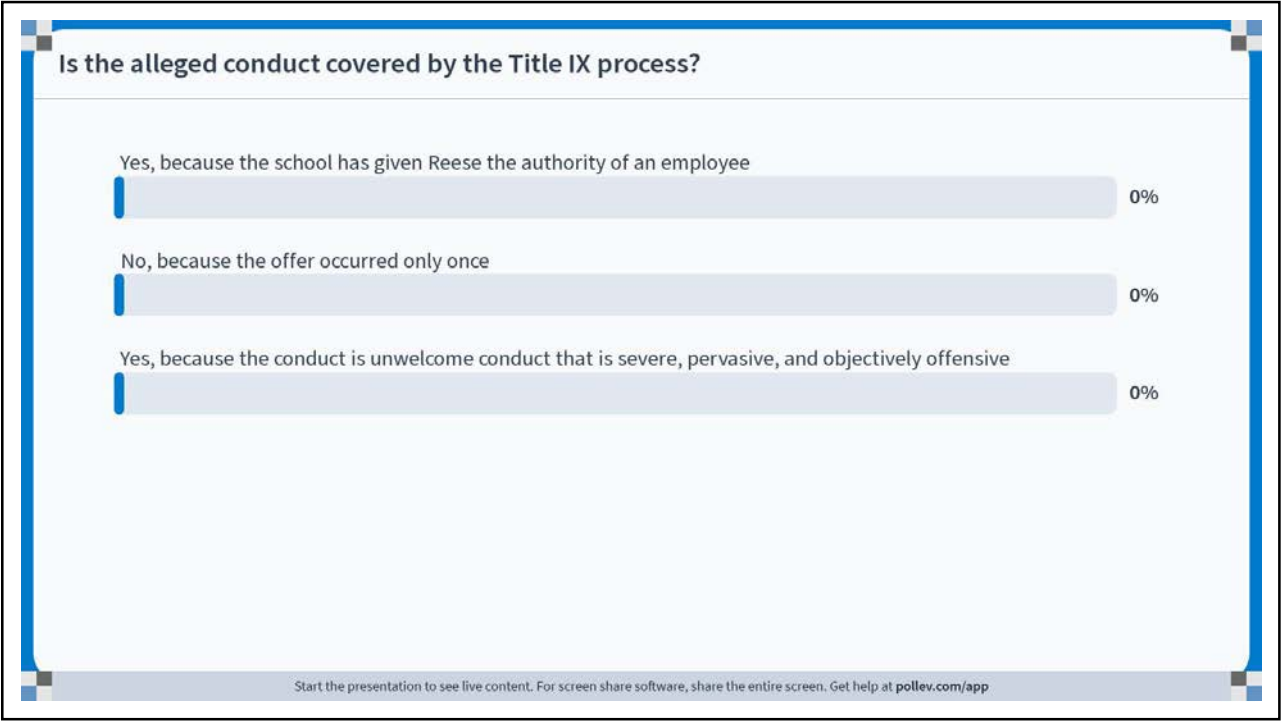 Is the alleged conduct covered by the Title IX process?
Yes, because the school has given Reese the authority of an employee
0%
No, because the offer occurred only once
0%
Yes, because the conduct is unwelcome conduct that is severe, pervasive, and objectively offensive
0%
Start the presentation to see live content. For screen share software, share the entire screen. Get help at pollev.com/app